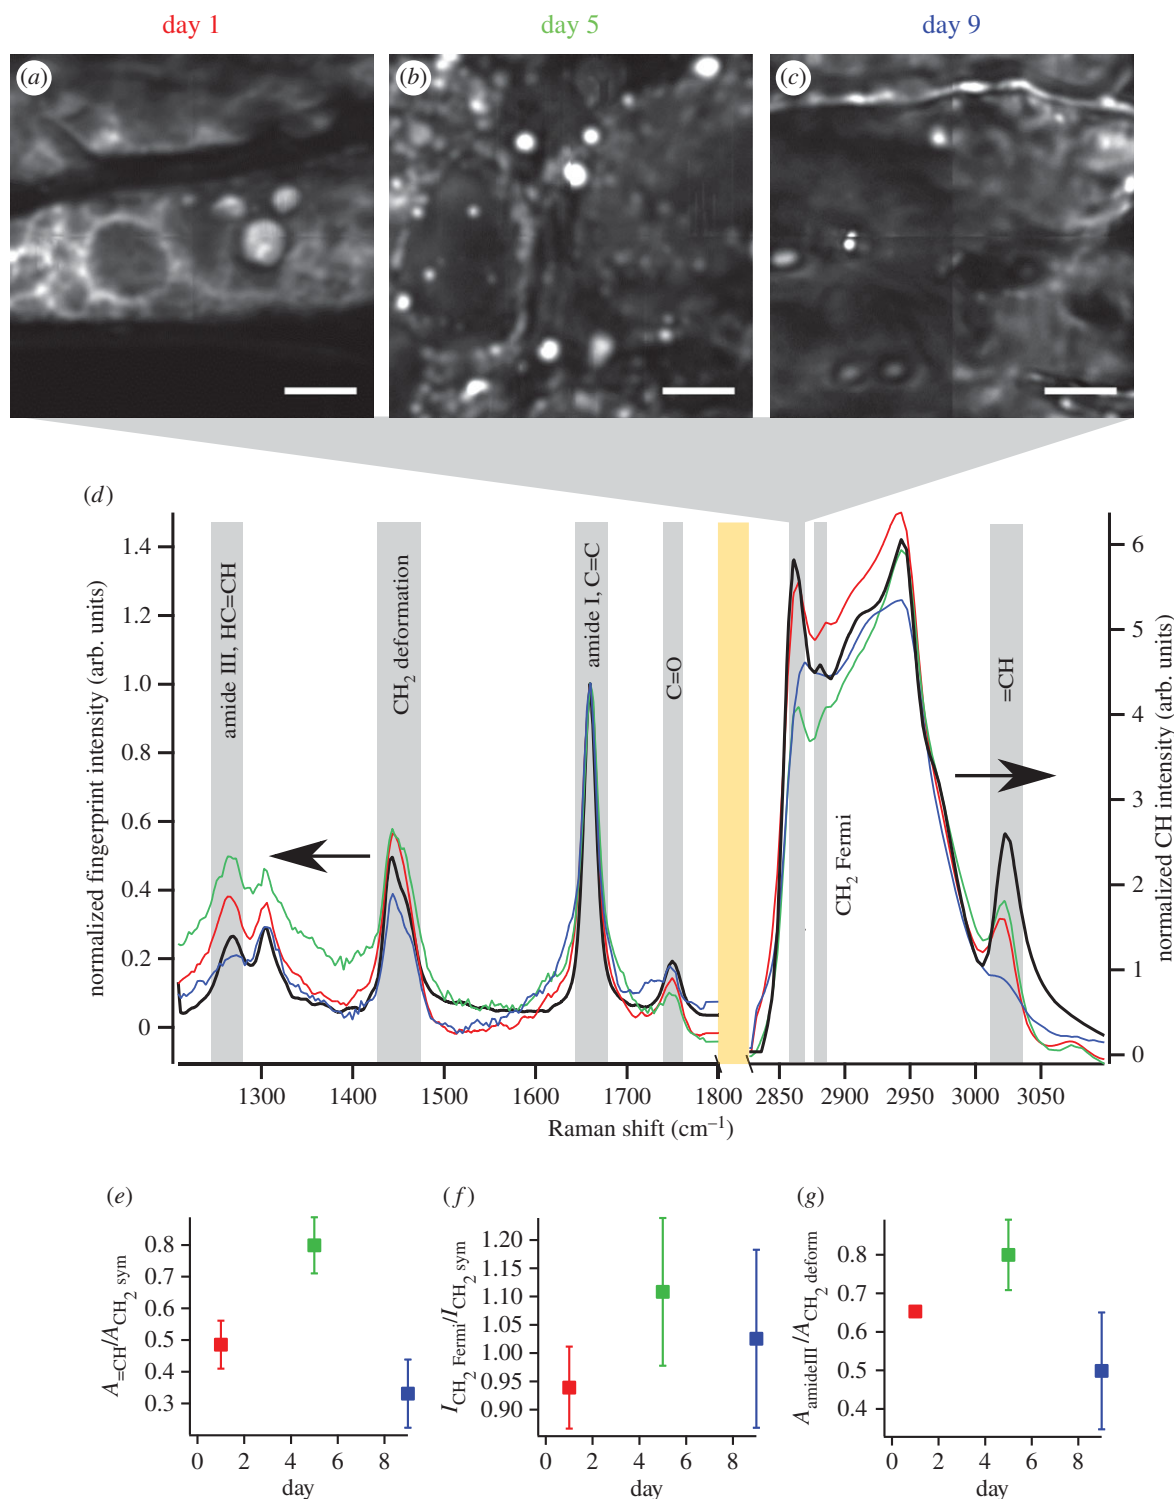 day 1
day 5
day 9
(a)
(b)
(c)
(d)
normalized fingerprint intensity (arb. units)
1.4
1.2
1.0
0.8
0.6
0.4
0.2
0
amide III, HC=CH
CH2 deformation
amide I, C=C
C=O
CH2 Fermi
=CH
6
5
4
3
2
1
0
normalized CH intensity (arb. units)
1300 1400 1500 1600 1700 1800 2850 2900 2950 3000 3050
Raman shift (cm–1)
(e)
A=CH/ACH2 sym
0.8
0.7
0.6
0.5
0.4
0.3
0 2 4 6 8
day
(f)
ICH2 Fermi/ICH2 sym
1.20
1.15
1.10
1.05
1.00
0.95
0.90
0 2 4 6 8
day
(g)
AamideIII/ACH2 deform
0.8
0.7
0.6
0.5
0.4
0 2 4 6 8
day